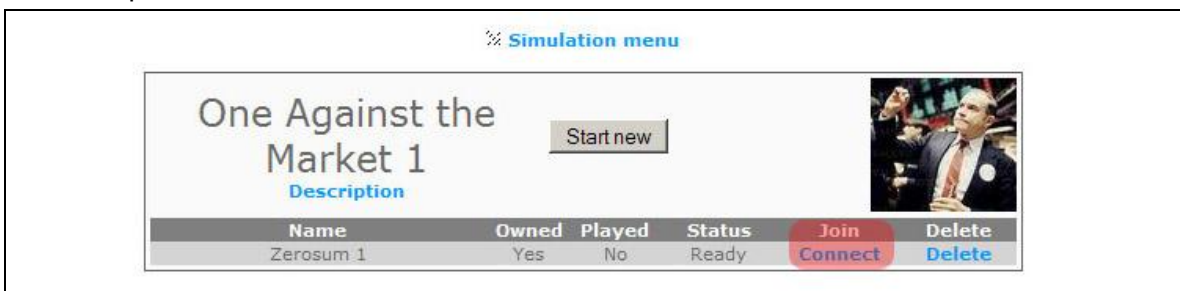 Simulation menu
One Against the
Market 1
Description
Start new
Name Owned Played Status Join Delete
Zerosum 1 Yes No Ready Connect Delete